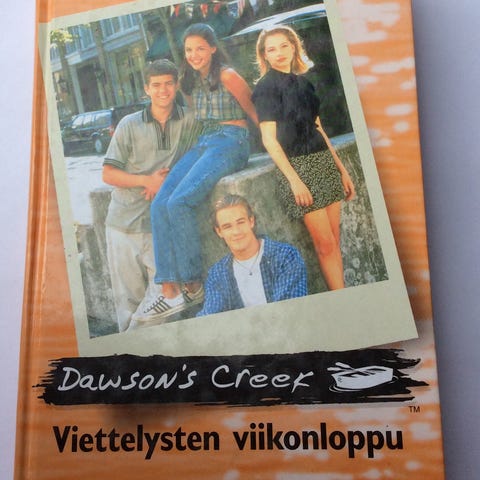 Dawson's Creek
TM
Viettelysten viikonloppu